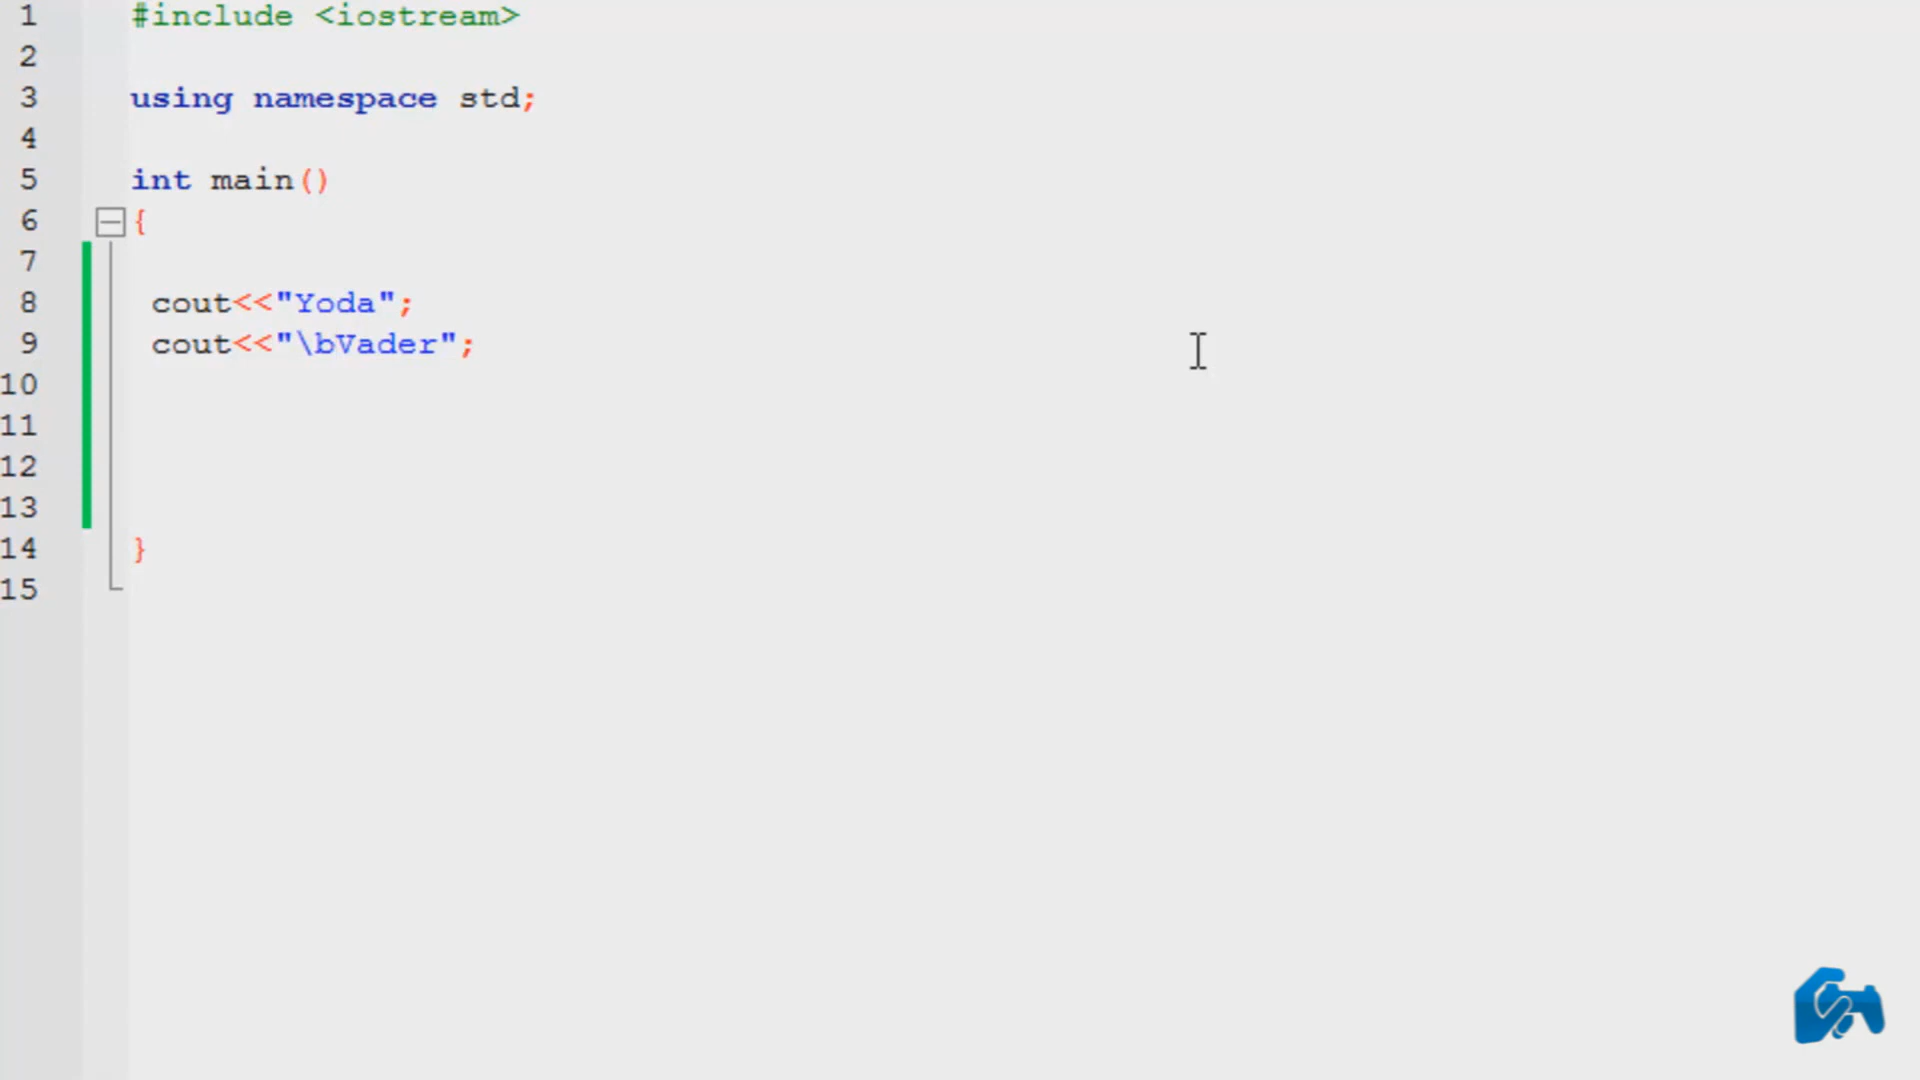 1 #include <iostream>
2
3 using namespace std;
4
5 int main()
6 {
7
8 cout<<"Yoda";
9 cout<<"\bVader";
10
11
12
13
14 }
15